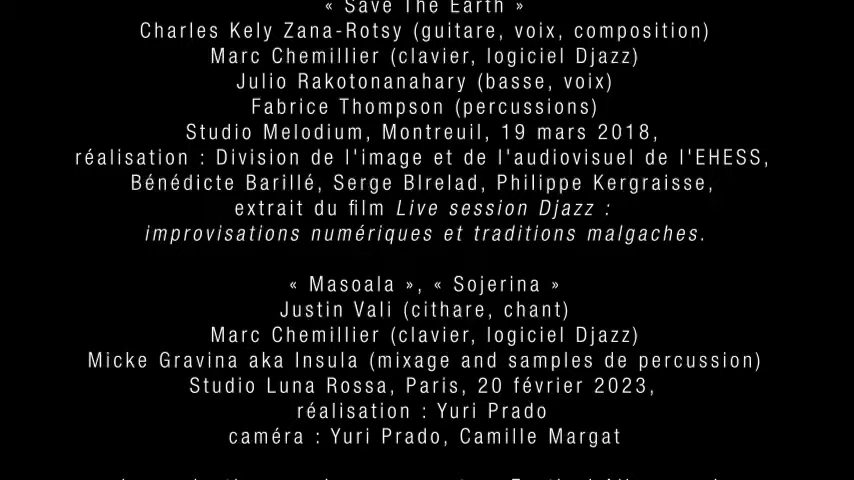 « Save The Earth »
Charles Kely Zana-Rotsy (guitare, voix, composition)
Marc Chemillier (clavier, logiciel Djazz)
Julio Rakotonanahary (basse, voix)
Fabrice Thompson (percussions)
Studio Melodium, Montreuil, 19 mars 2018,
réalisation : Division de l'image et de l'audiovisuel de l'EHESS,
Bénédicte Barillé, Serge Blrelad, Philippe Kergraisse,
extrait du film Live session Djazz :
improvisations numériques et traditions malgaches.
« Masoala », « Sojerina »
Justin Vali (cithare, chant)
Marc Chemillier (clavier, logiciel Djazz)
Micke Gravina aka Insula (mixage and samples de percussion)
Studio Luna Rossa, Paris, 20 février 2023,
réalisation : Yuri Prado
caméra : Yuri Prado, Camille Margat